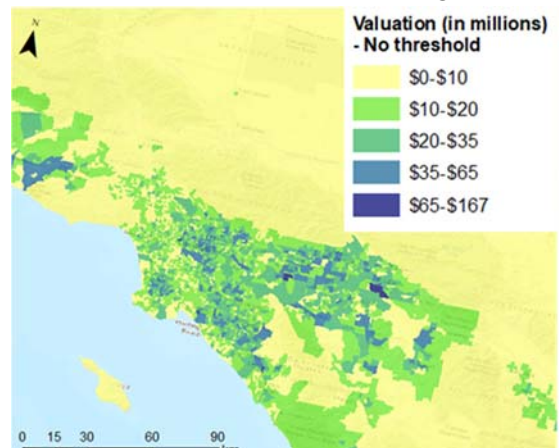 N
Valuation (in millions)
- No threshold
$0-$10
$10-$20
$20-$35
$35-$65
$65-$167
0 15 30 60 90